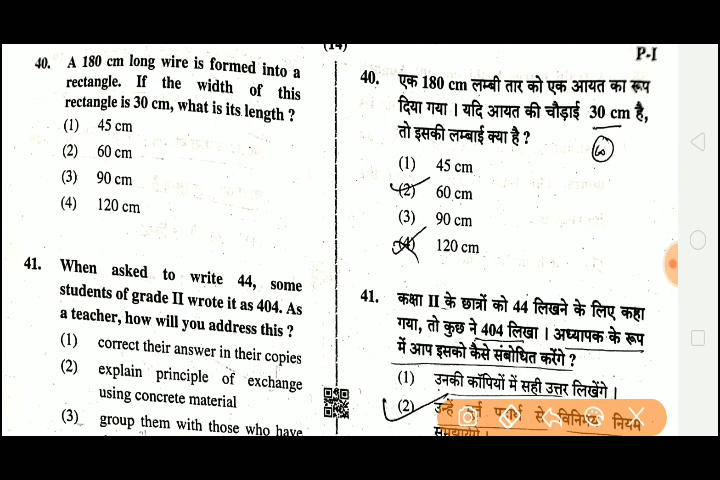 (14)
P-I
40. A 180 cm long wire is formed into a
rectangle. If the width of this
rectangle is 30 cm, what is its length ?
(1) 45 cm
(2) 60 cm
(3) 90 cm
(4) 120 cm
41. When asked to write 44, some
students of grade II wrote it as 404. As
a teacher, how will you address this ?
(1) correct their answer in their copies
(2) explain principle of exchange
using concrete material
(3) group them with those who have
40. एक 180 cm लम्बी तार को एक आयत का रूप
दिया गया । यदि आयत की चौड़ाई 30 cm है,
तो इसकी लम्बाई क्या है ?
60
(1) 45 cm
(2) 60 cm
(3) 90 cm
(4) 120 cm
41. कक्षा II के छात्रों को 44 लिखने के लिए कहा
गया, तो कुछ ने 404 लिखा । अध्यापक के रूप
में आप इसको कैसे संबोधित करेंगे ?
(1) उनकी कॉपियों में सही उत्तर लिखेंगे ।
(2) उन्हें मूर्त पदार्थ से विनिमय नियम
समझायेंगे ।